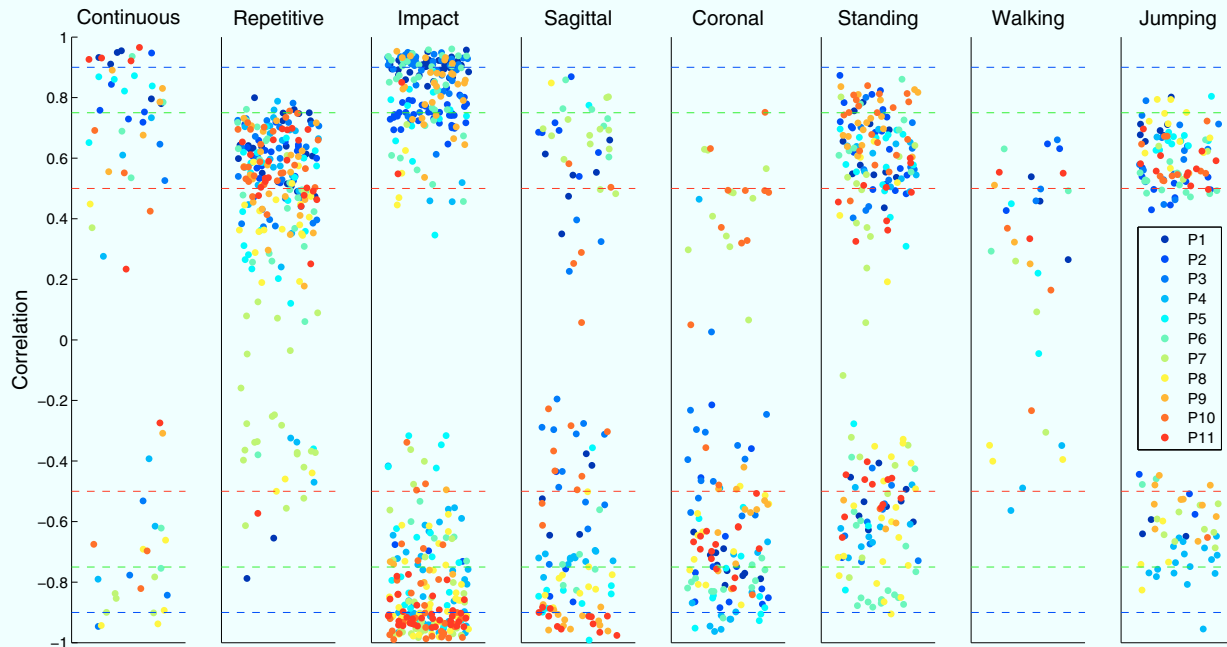 Continuous Repetitive Impact Sagittal Coronal Standing Walking Jumping
1
0.8
0.6
0.4
0.2
0
−0.2
−0.4
−0.6
−0.8
−1
Correlation
P1
P2
P3
P4
P5
P6
P7
P8
P9
P10
P11